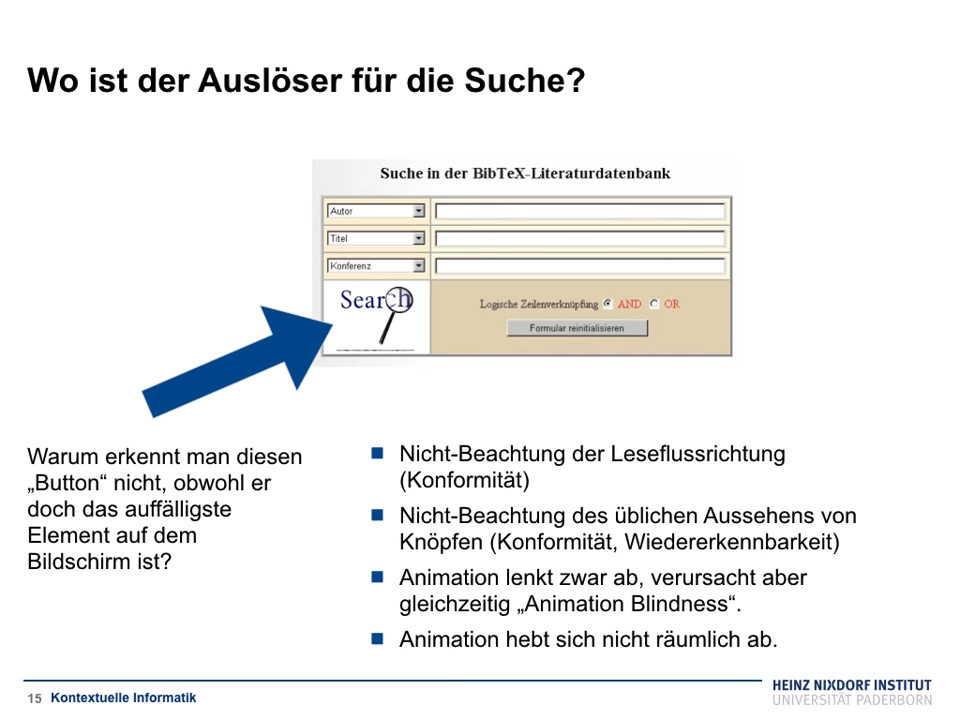 Wo ist der Auslöser für die Suche?
Suche in der BibTeX-Literaturdatenbank
Autor
Titel
Konferenz
Search
Logische Zeilenverknüpfung AND OR
Formular reinitialisieren
Warum erkennt man diesen
„Button“ nicht, obwohl er
doch das auffälligste
Element auf dem
Bildschirm ist?
Nicht-Beachtung der Leseflussrichtung
(Konformität)
Nicht-Beachtung des üblichen Aussehens von
Knöpfen (Konformität, Wiedererkennbarkeit)
Animation lenkt zwar ab, verursacht aber
gleichzeitig „Animation Blindness“.
Animation hebt sich nicht räumlich ab.
15 Kontextuelle Informatik
HEINZ NIXDORF INSTITUT
UNIVERSITÄT PADERBORN